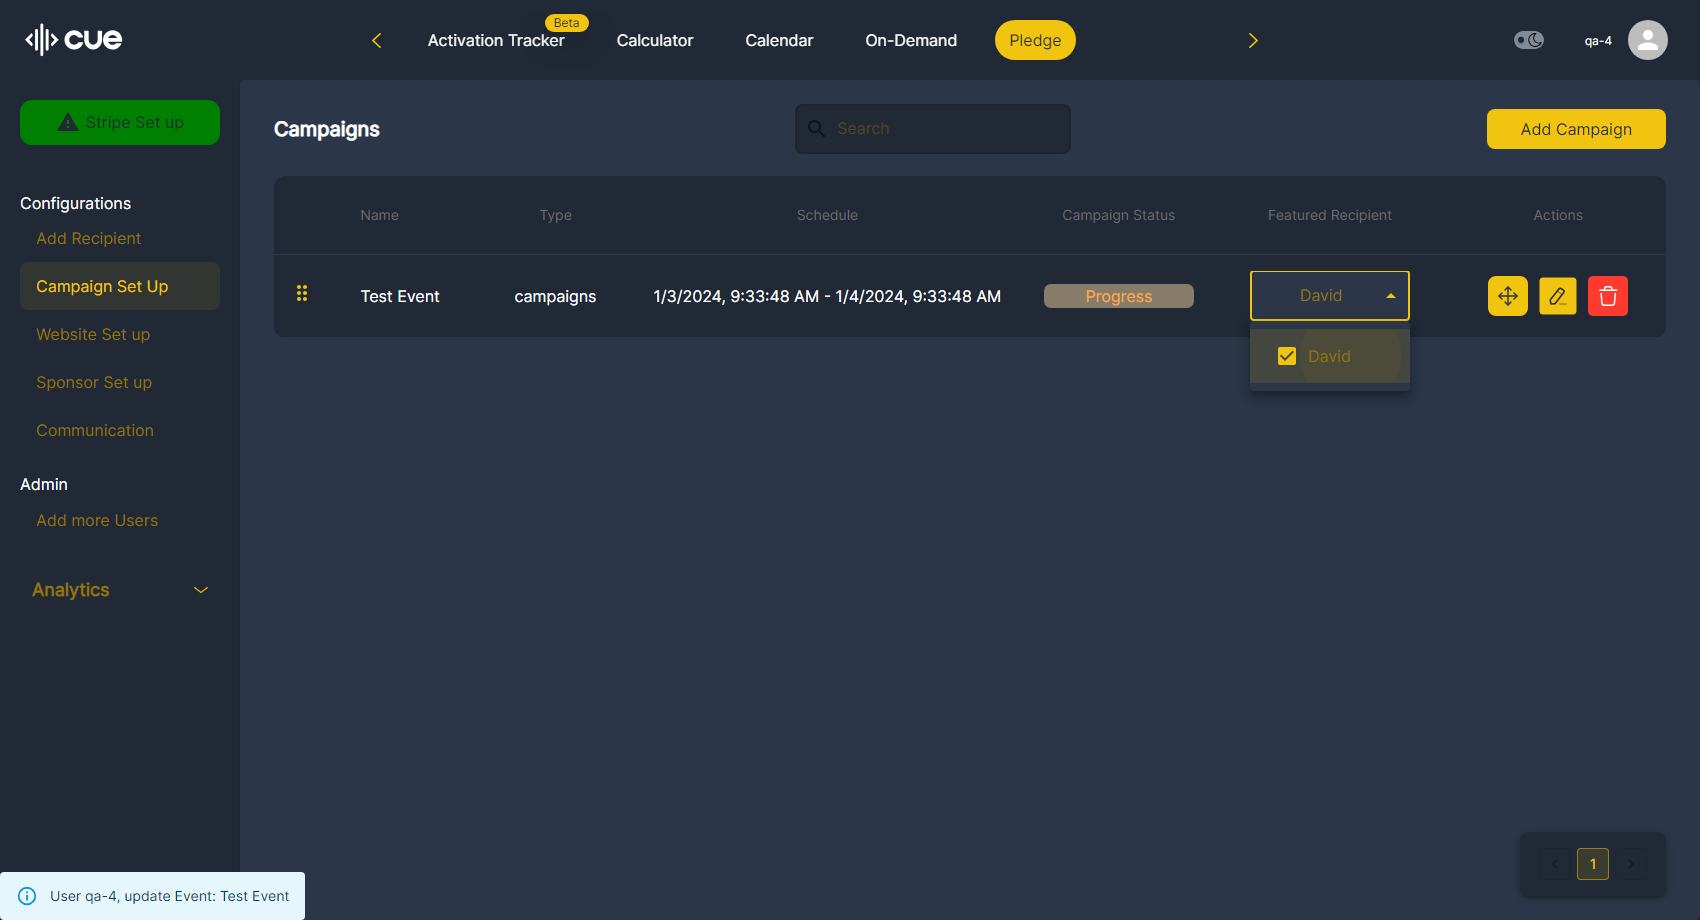 cue
Activation Tracker
Beta
Calculator
Calendar
On-Demand
Pledge
qa-4
Stripe Set up
Configurations
Add Recipient
Campaign Set Up
Website Set up
Sponsor Set up
Communication
Admin
Add more Users
Analytics
Campaigns
Search
Add Campaign
Name Type Schedule Campaign Status Featured Recipient Actions
Test Event campaigns 1/3/2024, 9:33:48 AM - 1/4/2024, 9:33:48 AM Progress David
David
1
User qa-4, update Event: Test Event